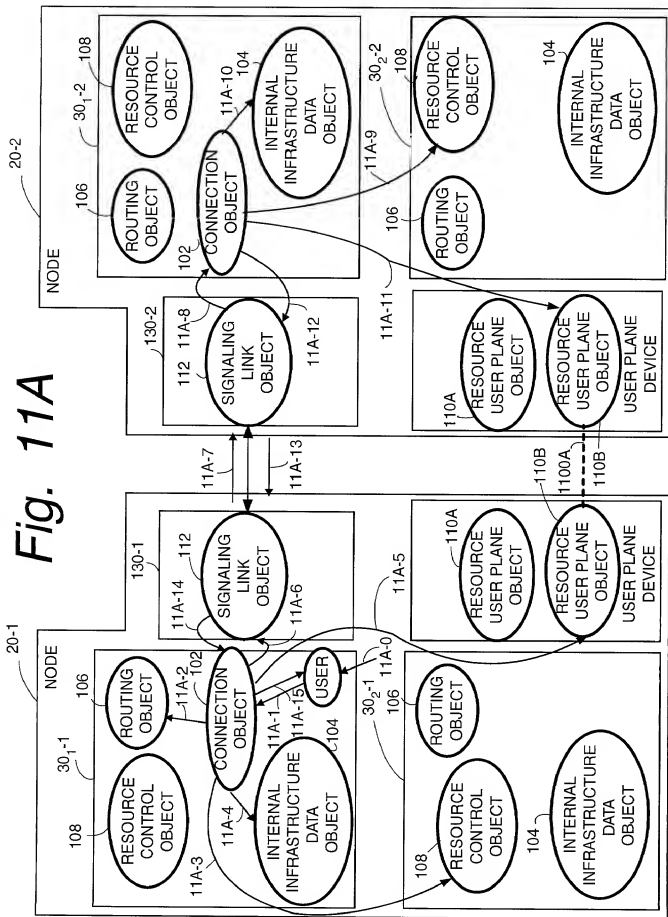 Fig. 11A
20-1
NODE
30₁-1
108
RESOURCE
CONTROL
OBJECT
106
ROUTING
OBJECT
11A-2
102
CONNECTION
OBJECT
11A-1
11A-15
USER
11A-0
11A-4
11A-3
104
INTERNAL
INFRASTRUCTURE
DATA
OBJECT
130-1
11A-14
112
SIGNALING
LINK
OBJECT
11A-6
11A-5
30₂-1
106
ROUTING
OBJECT
108
RESOURCE
CONTROL
OBJECT
104
INTERNAL
INFRASTRUCTURE
DATA
OBJECT
110A
RESOURCE
USER PLANE
OBJECT
110B
RESOURCE
USER PLANE
OBJECT
USER PLANE
DEVICE
11A-7
11A-13
1100A
20-2
NODE
130-2
112
SIGNALING
LINK
OBJECT
11A-8
11A-12
30₁-2
106
ROUTING
OBJECT
108
RESOURCE
CONTROL
OBJECT
102
CONNECTION
OBJECT
11A-10
104
INTERNAL
INFRASTRUCTURE
DATA
OBJECT
11A-9
11A-11
110A
RESOURCE
USER PLANE
OBJECT
RESOURCE
USER PLANE
OBJECT
110B
USER PLANE
DEVICE
30₂-2
106
ROUTING
OBJECT
108
RESOURCE
CONTROL
OBJECT
104
INTERNAL
INFRASTRUCTURE
DATA
OBJECT